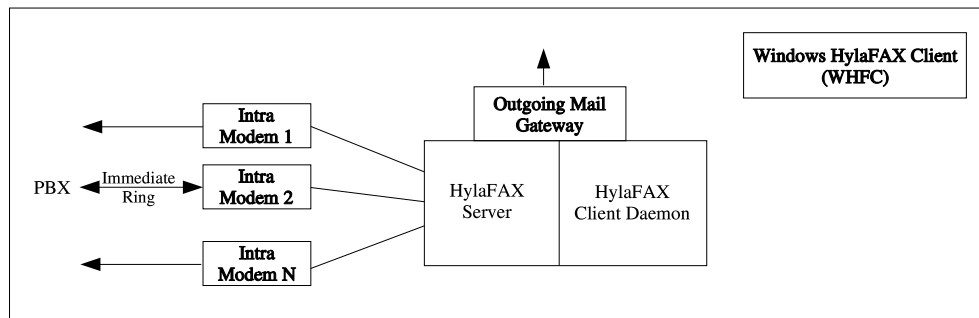 Windows HylaFAX Client
(WHFC)
Outgoing Mail
Gateway
Intra
Modem 1
PBX
Immediate
Ring
Intra
Modem 2
HylaFAX
Server
HylaFAX
Client Daemon
Intra
Modem N